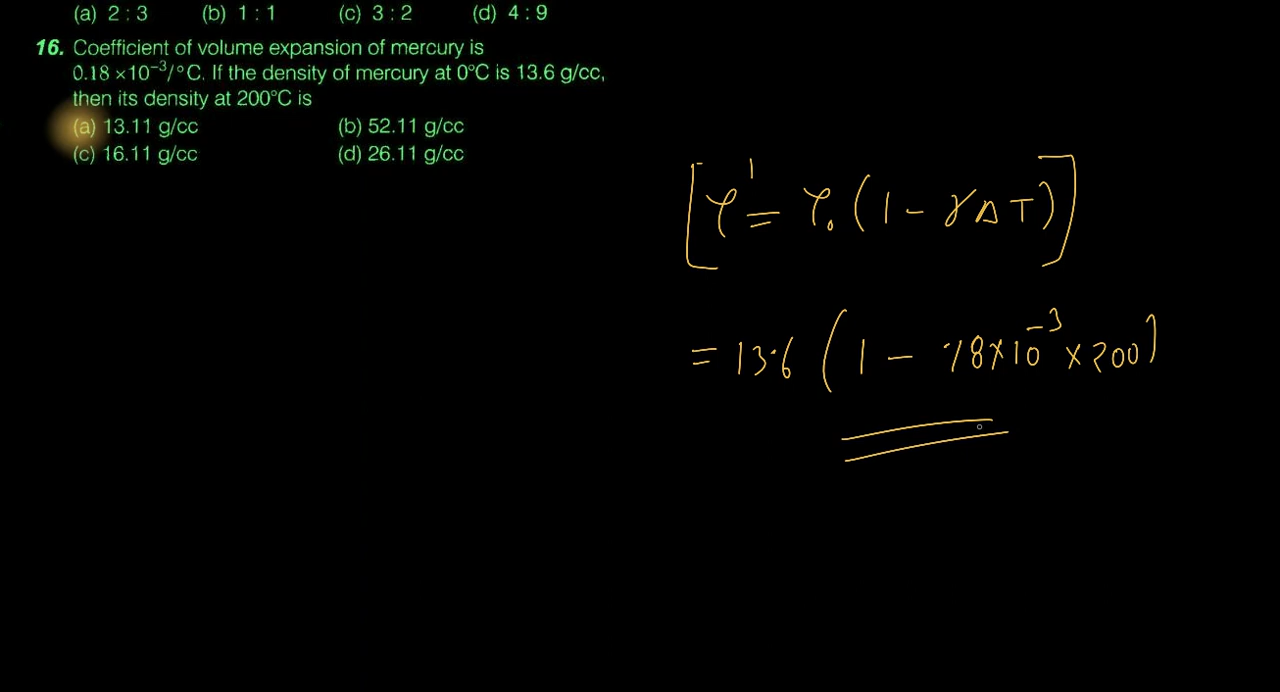 (a) 2 : 3 (b) 1 : 1 (c) 3 : 2 (d) 4 : 9
16. Coefficient of volume expansion of mercury is
0.18 ×10⁻³/°C. If the density of mercury at 0°C is 13.6 g/cc,
then its density at 200°C is
(a) 13.11 g/cc (b) 52.11 g/cc
(c) 16.11 g/cc (d) 26.11 g/cc
[ρ' = ρ₀ (1 - γΔT)]
= 13.6 (1 - .18×10⁻³ × 200)